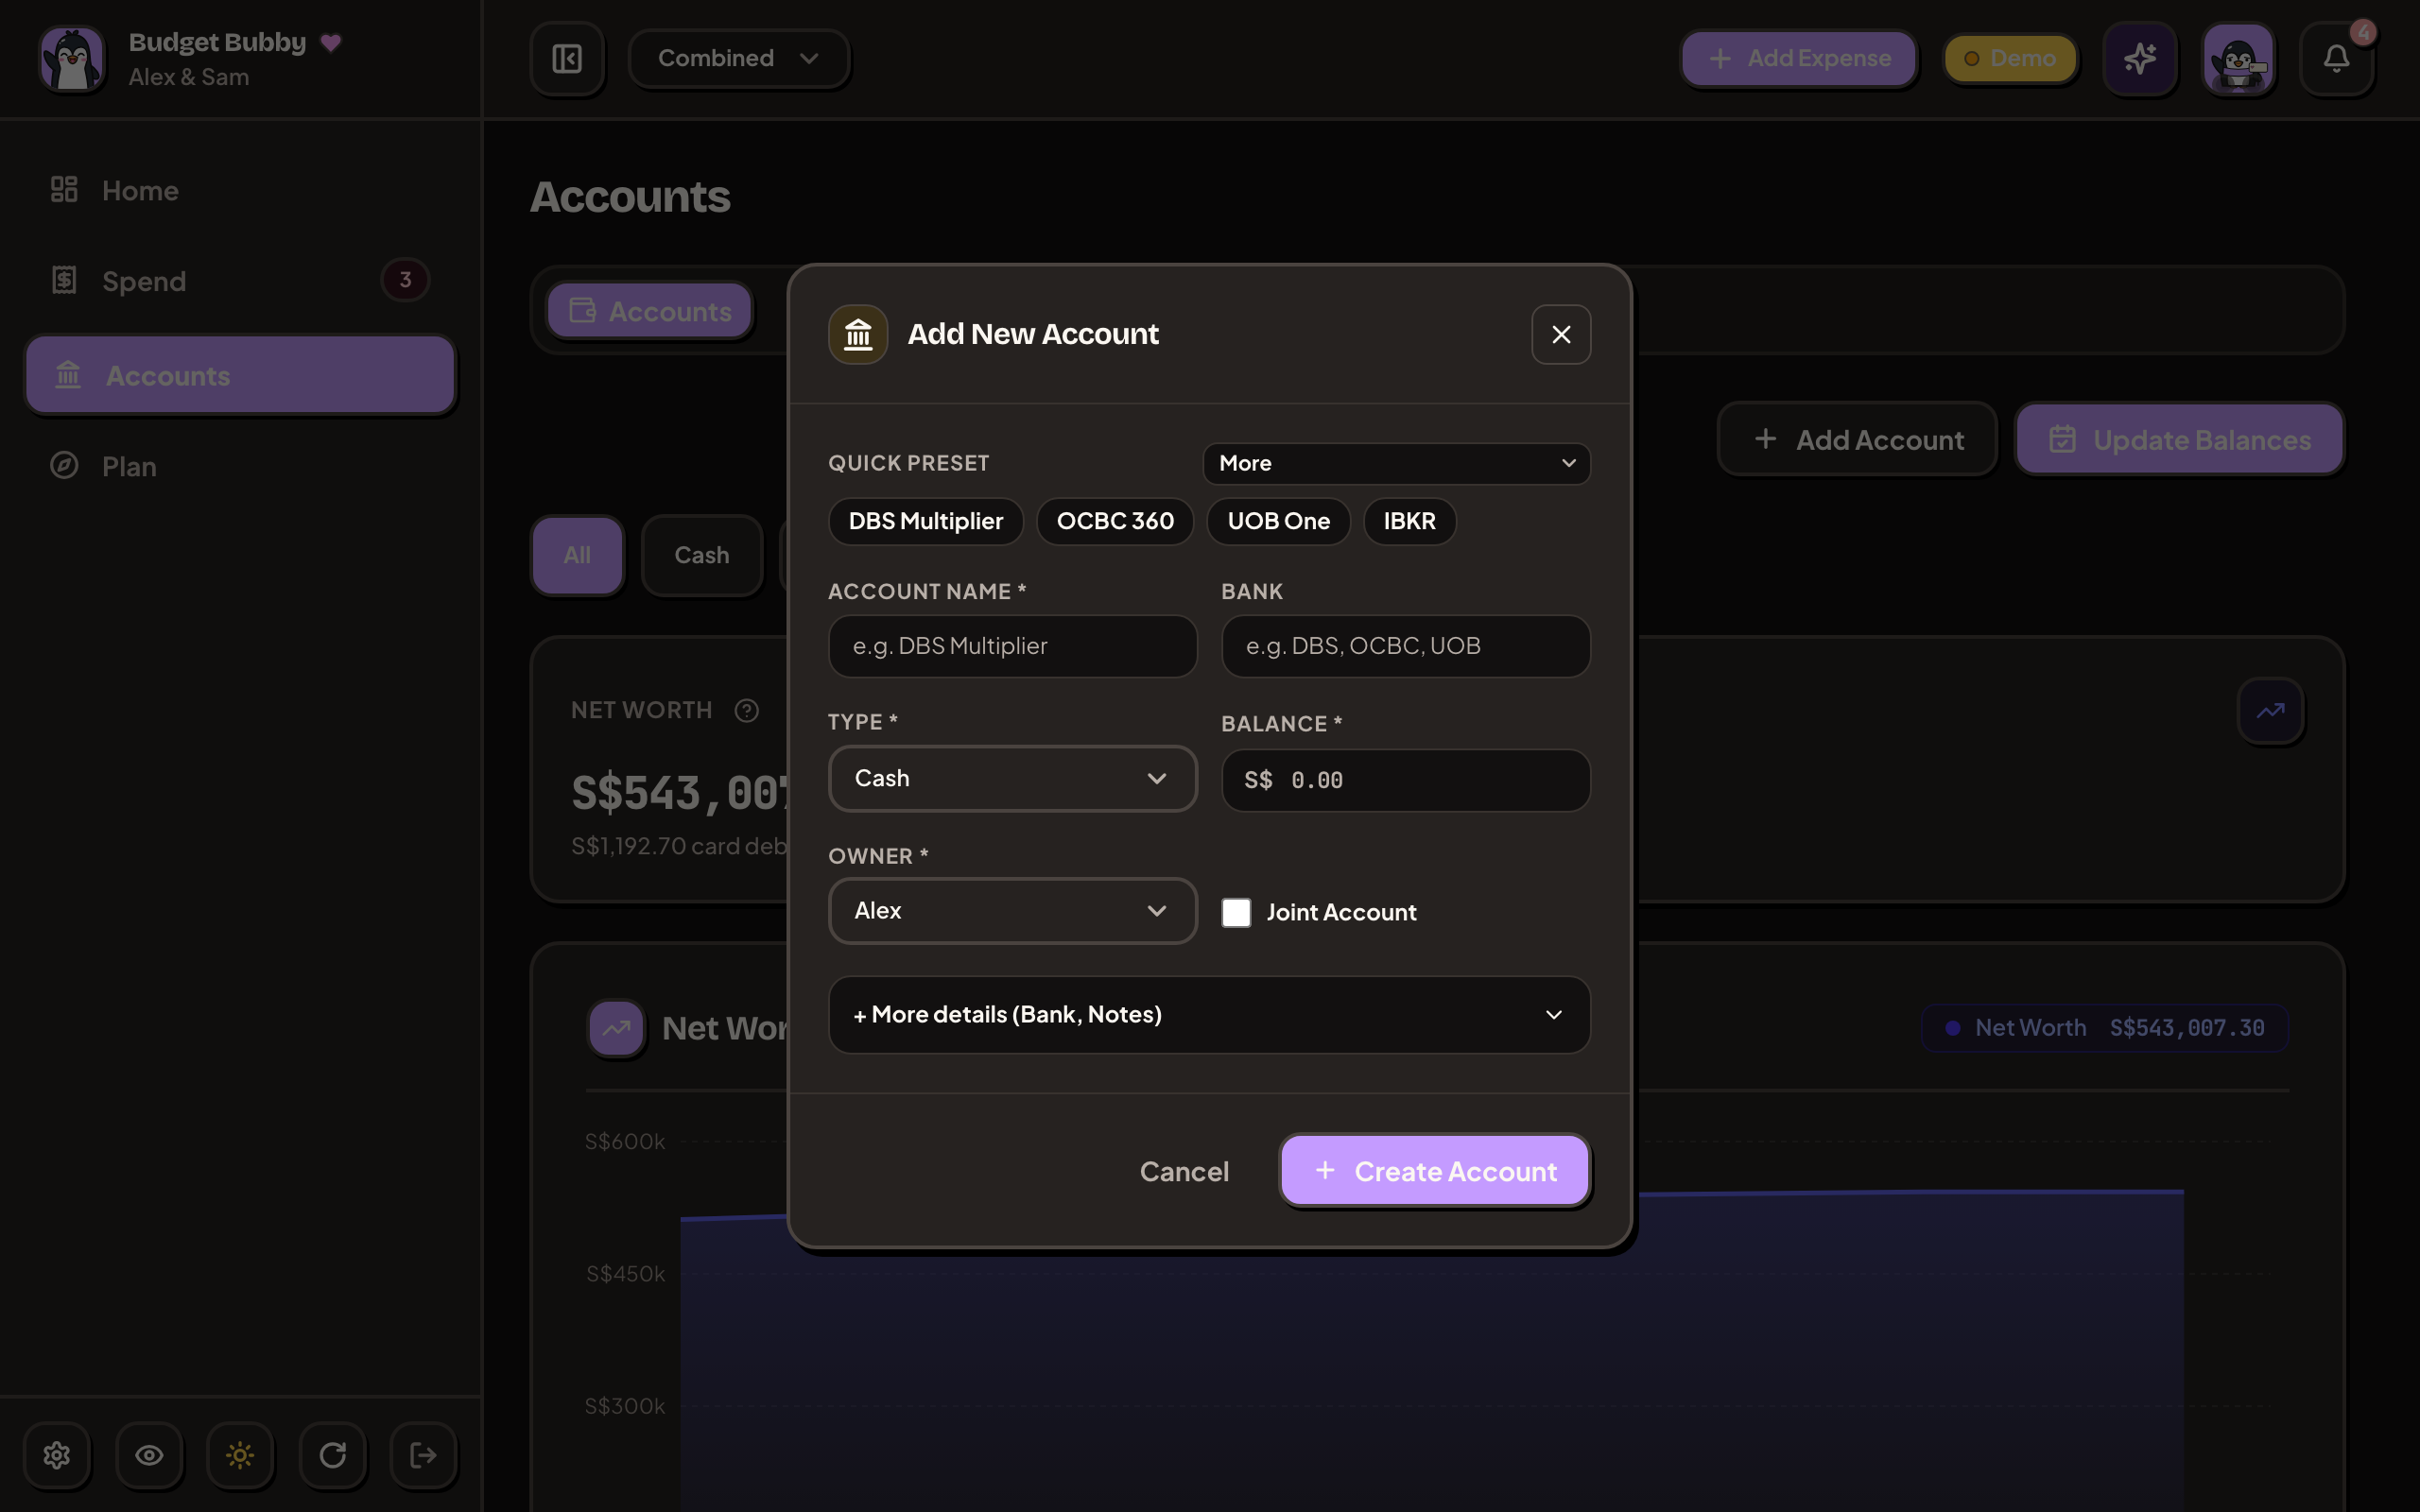 Budget Bubby
Alex & Sam
Combined
Add Expense
Demo
4
Home
Spend
3
Accounts
Plan
Accounts
Accounts
Add Account
Update Balances
All
Cash
NET WORTH
S$543,007
S$1,192.70 card deb
Net Wor
Net Worth S$543,007.30
S$600k
S$450k
S$300k
Add New Account
QUICK PRESET
More
DBS Multiplier
OCBC 360
UOB One
IBKR
ACCOUNT NAME *
BANK
e.g. DBS Multiplier
e.g. DBS, OCBC, UOB
TYPE *
BALANCE *
Cash
S$ 0.00
OWNER *
Alex
Joint Account
+ More details (Bank, Notes)
Cancel
Create Account